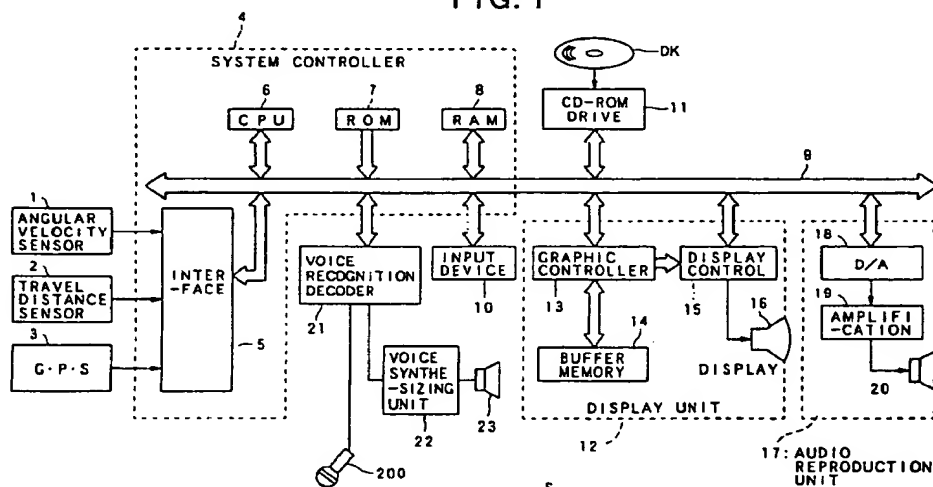 FIG. 1
4
SYSTEM CONTROLLER
DK
6
CPU
7
ROM
8
RAM
CD-ROM
DRIVE
11
9
1
ANGULAR
VELOCITY
SENSOR
2
TRAVEL
DISTANCE
SENSOR
3
G·P·S
INTER
-FACE
5
VOICE
RECOGNITION
DECODER
21
INPUT
DEVICE
10
VOICE
SYNTHE
-SIZING
UNIT
22
23
200
GRAPHIC
CONTROLLER
13
DISPLAY
CONTROL
15
16
14
BUFFER
MEMORY
DISPLAY
DISPLAY UNIT
12
18
D/A
19
AMPLIFI
-CATION
20
17: AUDIO
REPRODUCTION
UNIT